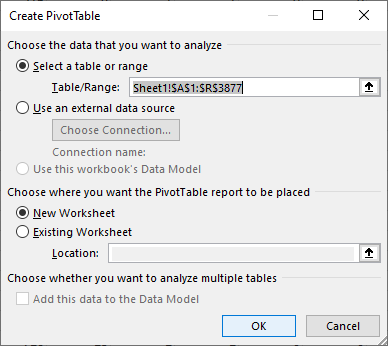 Create PivotTable
? ×
Choose the data that you want to analyze
Select a table or range
Table/Range: Sheet1!$A$1:$R$3877
Use an external data source
Choose Connection...
Connection name:
Use this workbook's Data Model
Choose where you want the PivotTable report to be placed
New Worksheet
Existing Worksheet
Location:
Choose whether you want to analyze multiple tables
Add this data to the Data Model
OK Cancel